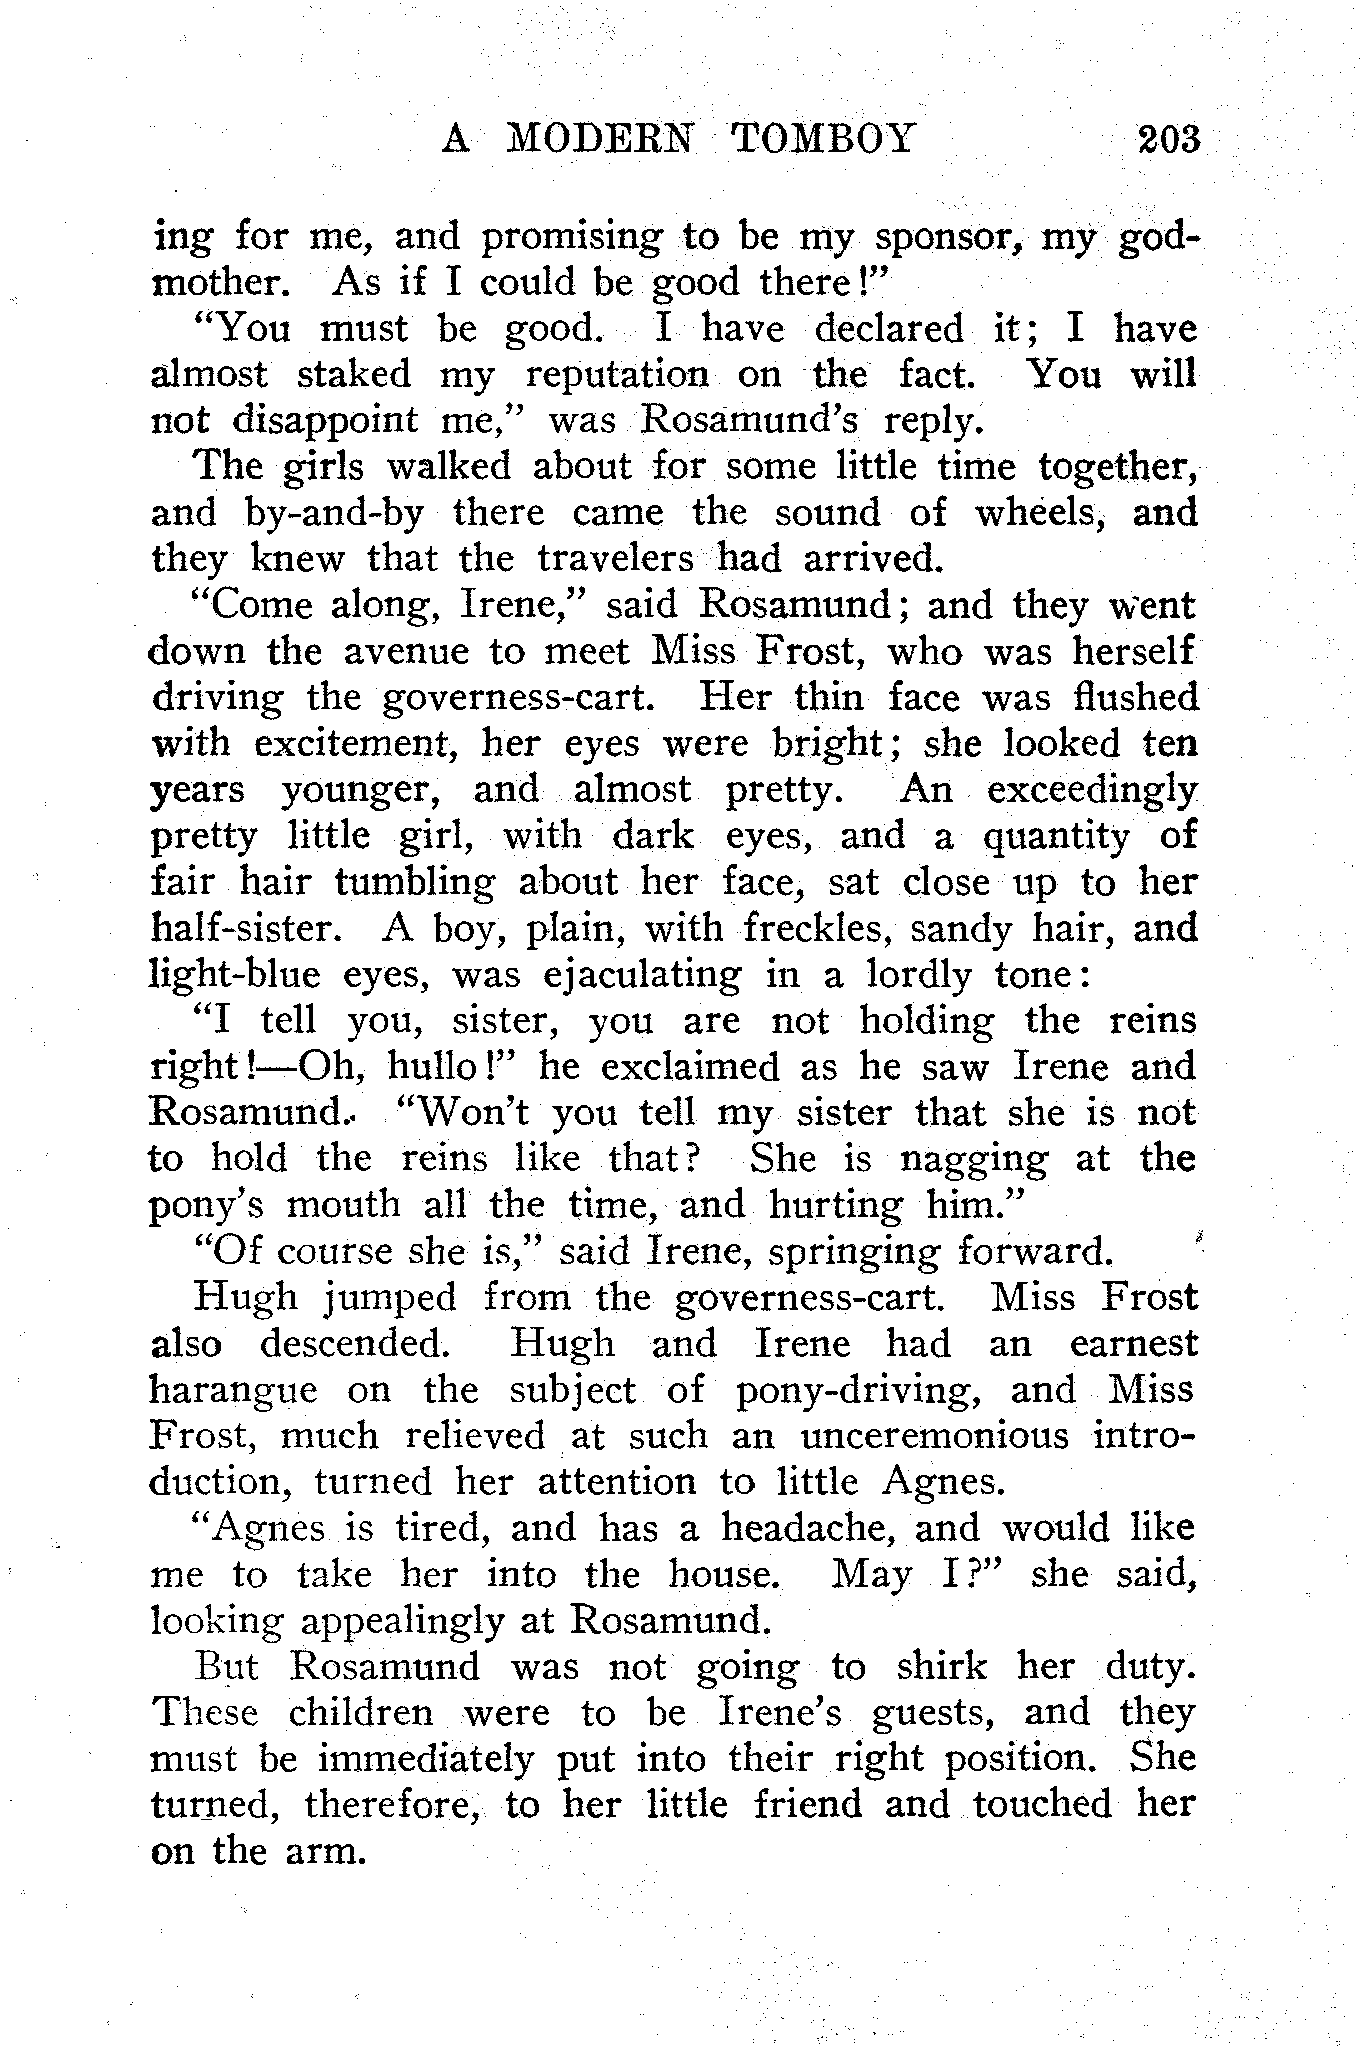 A MODERN TOMBOY 203
ing for me, and promising to be my sponsor, my god-
mother. As if I could be good there!"
"You must be good. I have declared it; I have
almost staked my reputation on the fact. You will
not disappoint me," was Rosamund's reply.
The girls walked about for some little time together,
and by-and-by there came the sound of wheels, and
they knew that the travelers had arrived.
"Come along, Irene," said Rosamund; and they went
down the avenue to meet Miss Frost, who was herself
driving the governess-cart. Her thin face was flushed
with excitement, her eyes were bright; she looked ten
years younger, and almost pretty. An exceedingly
pretty little girl, with dark eyes, and a quantity of
fair hair tumbling about her face, sat close up to her
half-sister. A boy, plain, with freckles, sandy hair, and
light-blue eyes, was ejaculating in a lordly tone:
"I tell you, sister, you are not holding the reins
right!—Oh, hullo!" he exclaimed as he saw Irene and
Rosamund. "Won't you tell my sister that she is not
to hold the reins like that? She is nagging at the
pony's mouth all the time, and hurting him."
"Of course she is," said Irene, springing forward.
Hugh jumped from the governess-cart. Miss Frost
also descended. Hugh and Irene had an earnest
harangue on the subject of pony-driving, and Miss
Frost, much relieved at such an unceremonious intro-
duction, turned her attention to little Agnes.
"Agnes is tired, and has a headache, and would like
me to take her into the house. May I?" she said,
looking appealingly at Rosamund.
But Rosamund was not going to shirk her duty.
These children were to be Irene's guests, and they
must be immediately put into their right position. She
turned, therefore, to her little friend and touched her
on the arm.